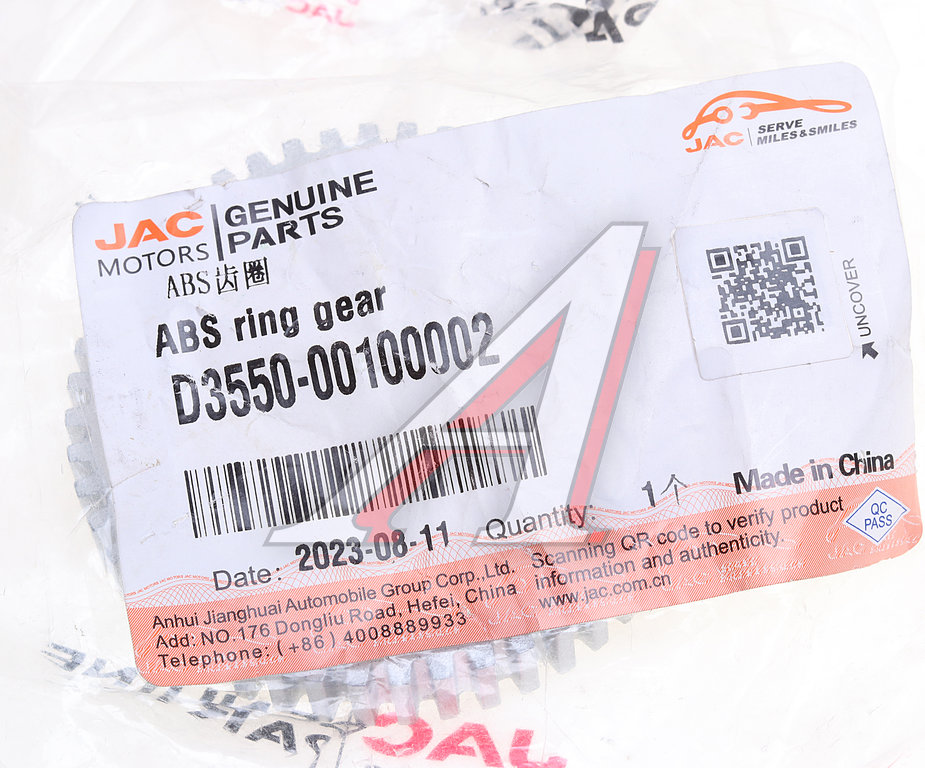 JAC
SERVE
MILES & SMILES
JAC
MOTORS
GENUINE
PARTS
ABS齿圈
ABS ring gear
D3550-00100002
UNCOVER
Date: 2023-08-11
Quantity: 1个
Made in China
QC
PASS
Anhui Jianghuai Automobile Group Corp.,Ltd.
Add: NO.176 Dongliu Road, Hefei, China
Telephone: (+86) 4008889933
Scanning QR code to verify product
information and authenticity.
www.jac.com.cn
JAC